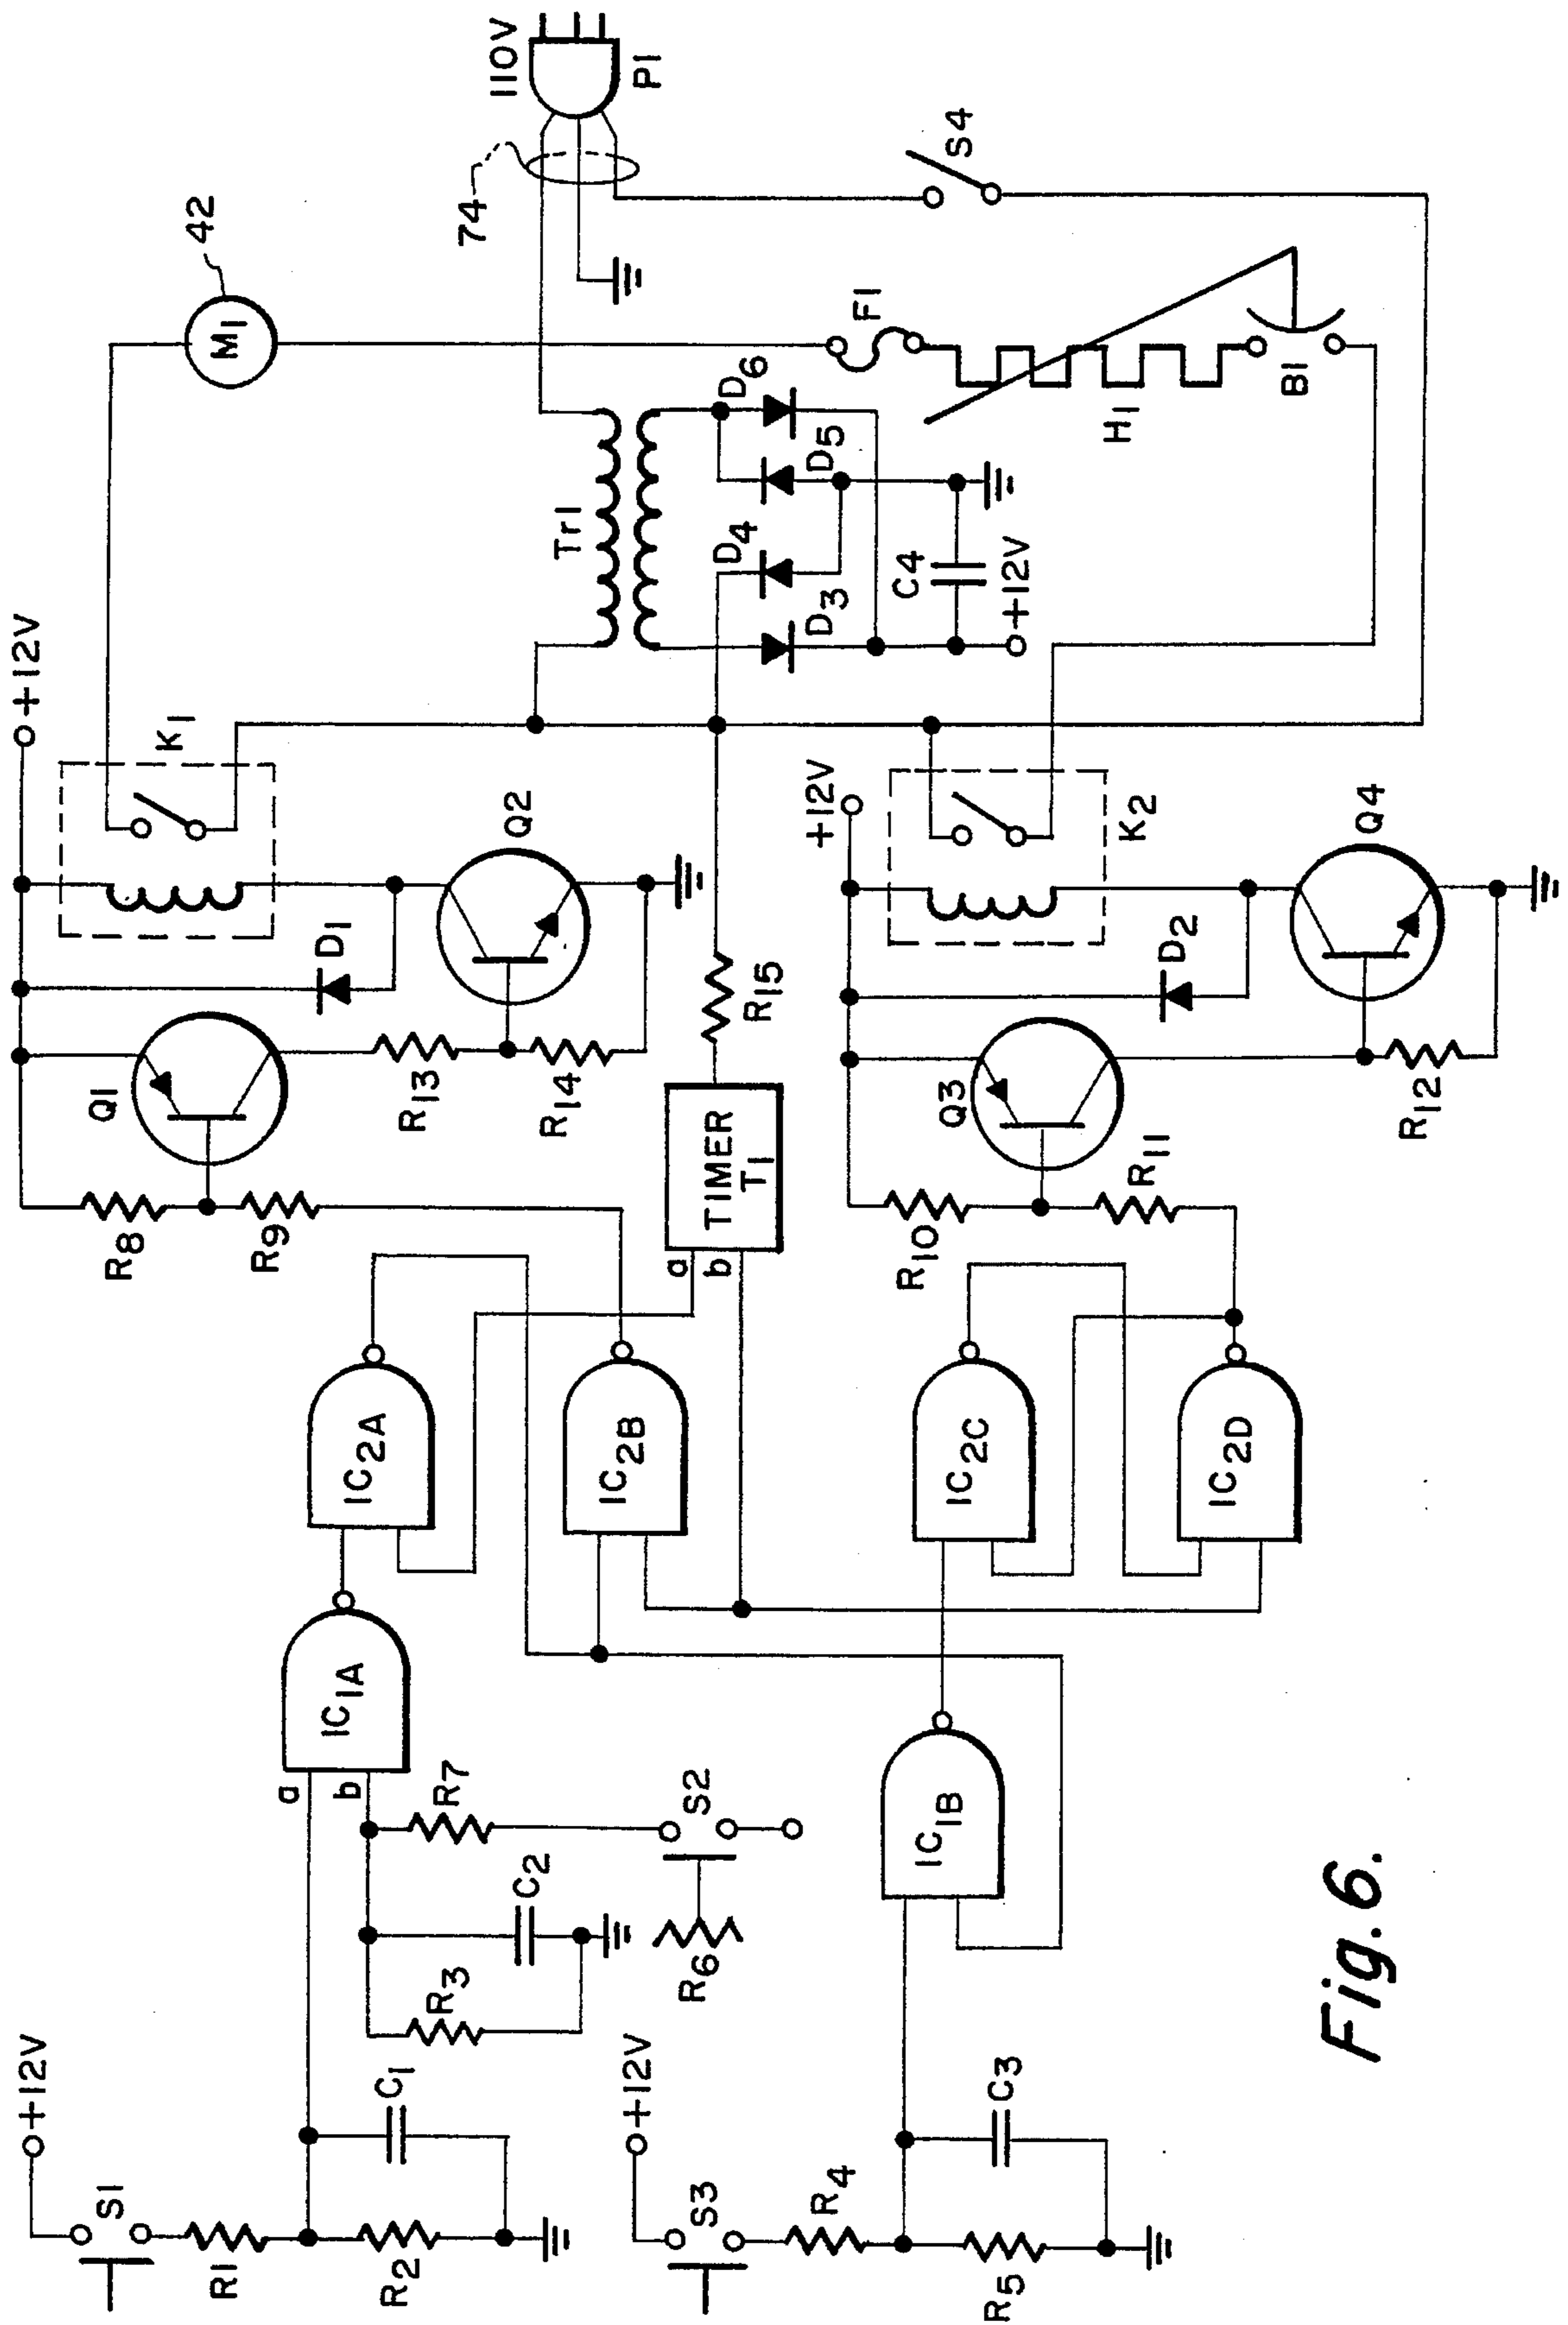 +12V
S1
R1
R2
C1
R3
C2
R6
R7
S2
a
b
IC1A
IC2A
IC2B
+12V
S3
R4
R5
C3
IC1B
IC2C
IC2D
R8
R9
Q1
R13
R14
D1
Q2
K1
+12V
a
b
TIMER
T1
R15
R10
R11
Q3
R12
D2
Q4
K2
+12V
Tr1
D3
D4
D5
D6
C4
+12V
M1
42
74
110V
P1
F1
H1
B1
S4
Fig. 6.